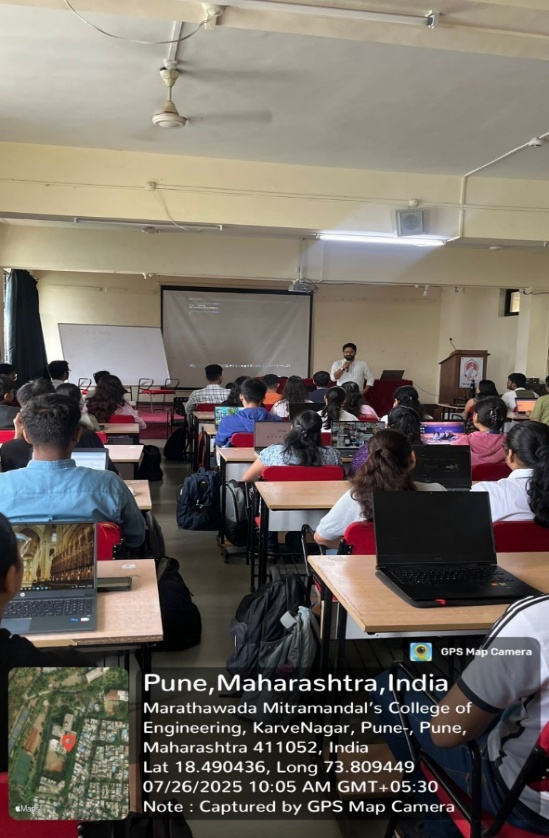 GPS Map Camera
Pune, Maharashtra, India
Marathawada Mitramandal's College of
Engineering, KarveNagar, Pune-, Pune,
Maharashtra 411052, India
Lat 18.490436, Long 73.809449
07/26/2025 10:05 AM GMT+05:30
Note : Captured by GPS Map Camera
Maps